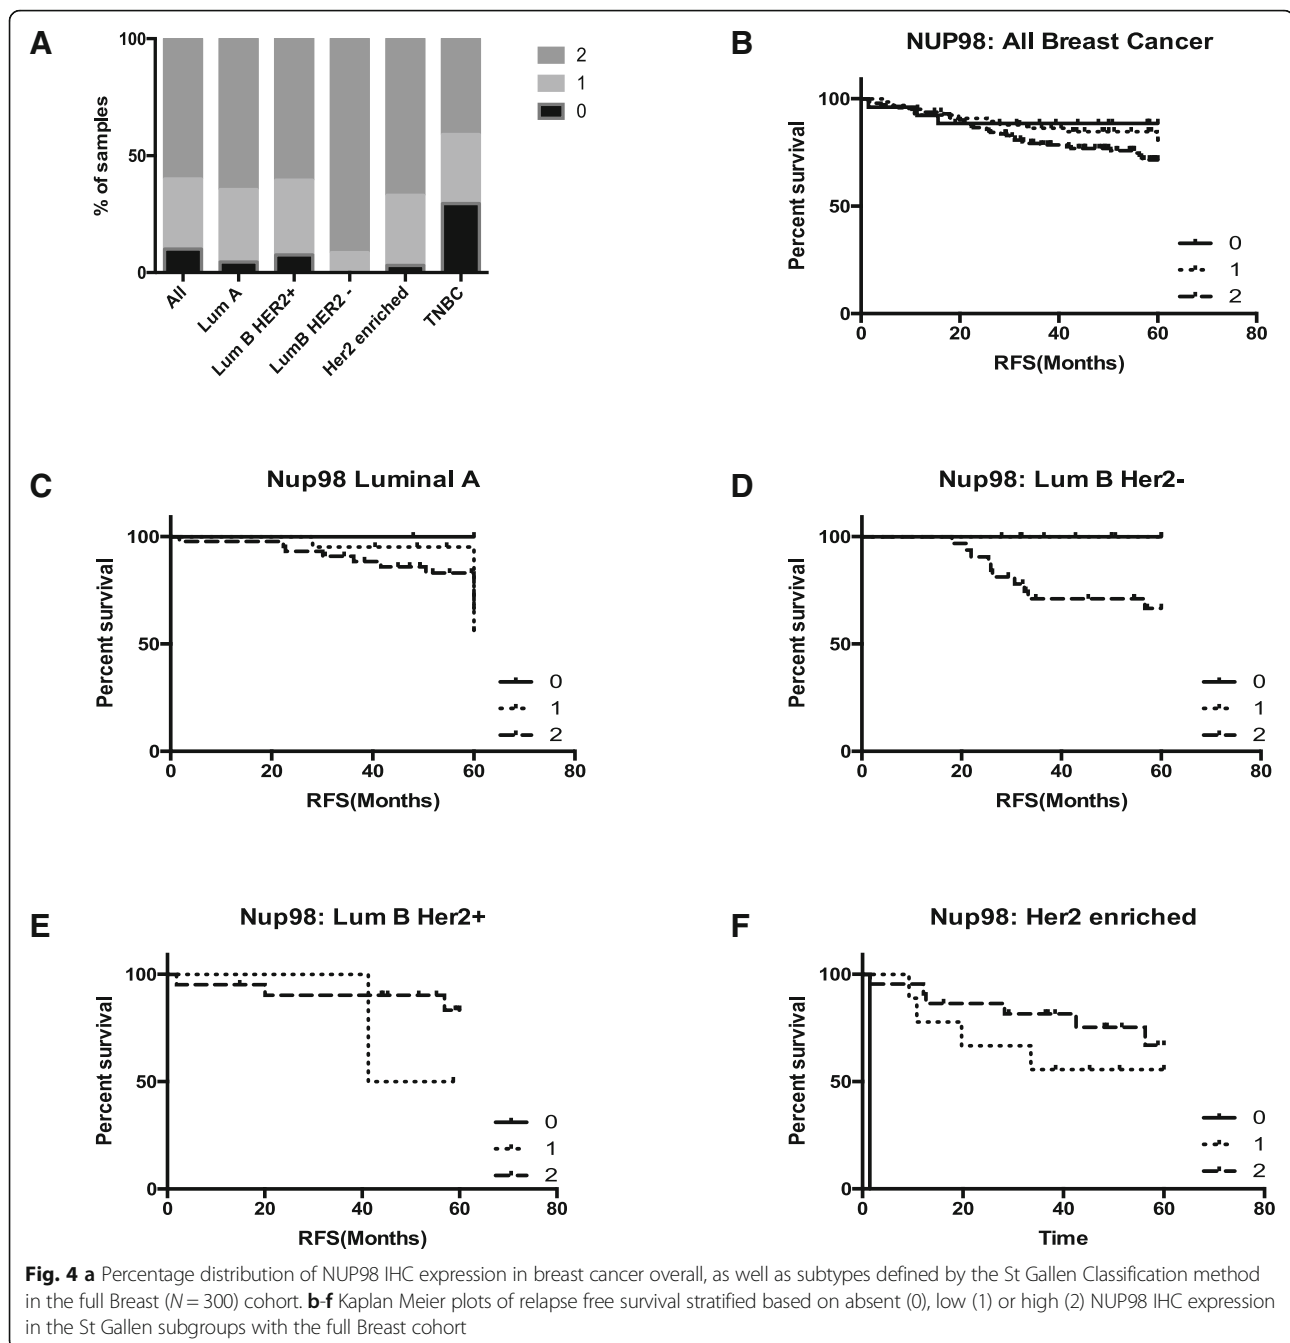 A
% of samples
100
50
0
2
1
0
All
Lum A
Lum B HER2+
LumB HER2 -
Her2 enriched
TNBC
B
NUP98: All Breast Cancer
Percent survival
100
50
0
0
1
2
0 20 40 60 80
RFS(Months)
C
Nup98 Luminal A
Percent survival
100
50
0
0
1
2
0 20 40 60 80
RFS(Months)
D
Nup98: Lum B Her2-
Percent survival
100
50
0
0
1
2
0 20 40 60 80
RFS(Months)
E
Nup98: Lum B Her2+
Percent survival
100
50
0
0
1
2
0 20 40 60 80
RFS(Months)
F
Nup98: Her2 enriched
Percent survival
100
50
0
0
1
2
0 20 40 60 80
Time
Fig. 4 a Percentage distribution of NUP98 IHC expression in breast cancer overall, as well as subtypes defined by the St Gallen Classification method
in the full Breast (N = 300) cohort. b-f Kaplan Meier plots of relapse free survival stratified based on absent (0), low (1) or high (2) NUP98 IHC expression
in the St Gallen subgroups with the full Breast cohort